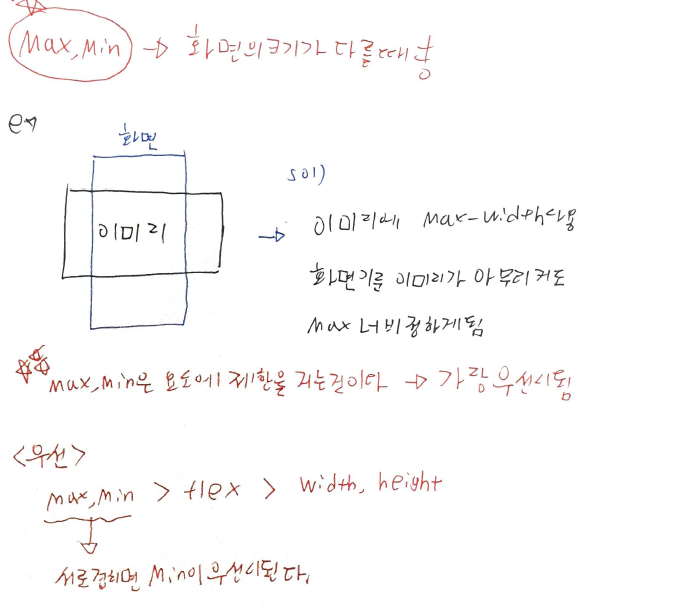 Max, Min → 화면의크기가 다를때사용
ex
화면
이미지
sol)
→ 이미지에 Max-width사용
화면기준 이미지가 아무리커도
Max 너비 정하게됨
max, min은 요소에 제한을 거는것이다 → 가장 우선시됨
<우선>
max, min > flex > width, height
서로겹치면 Min이우선시된다.